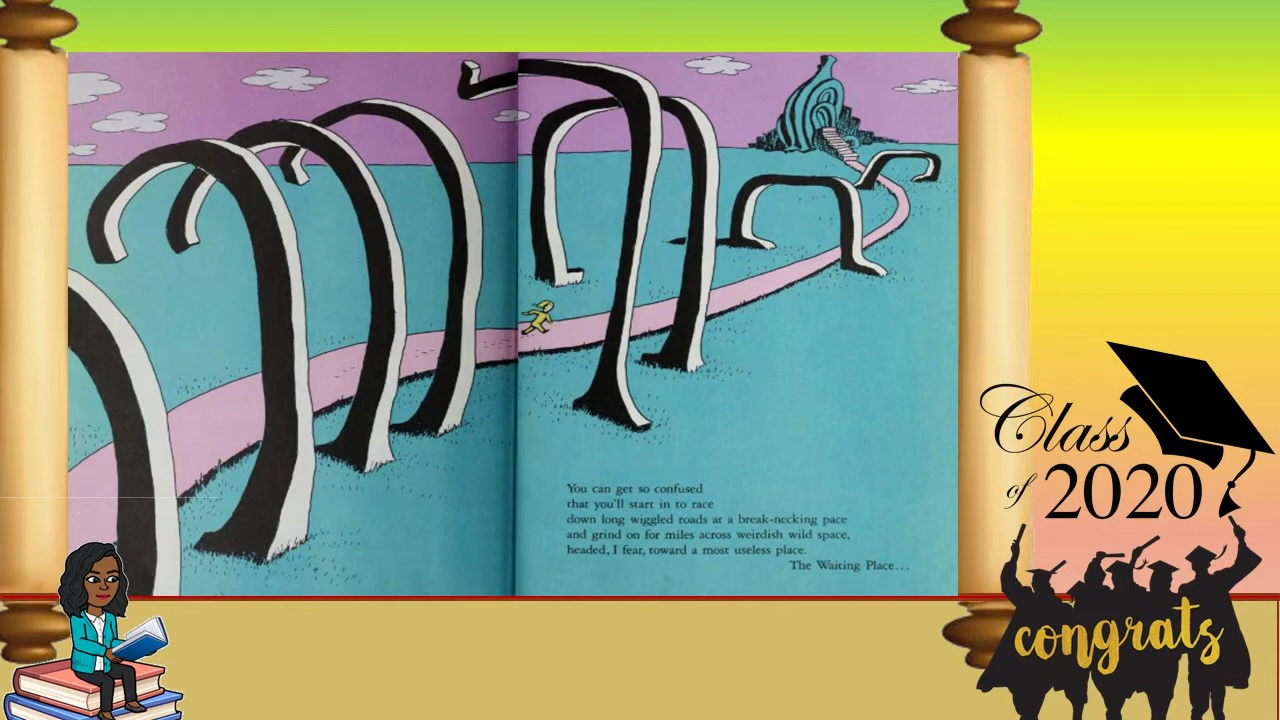 You can get so confused
that you'll start in to race
down long wiggled roads at a break-necking pace
and grind on for miles across weirdish wild space,
headed, I fear, toward a most useless place.
The Waiting Place...
Class
of 2020
congrats